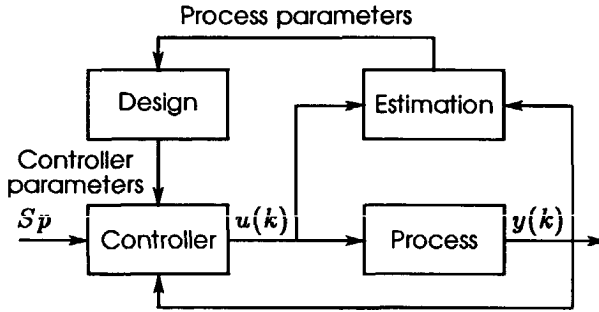 Process parameters
Design
Estimation
Controller
parameters
Sp̄
Controller
u(k)
Process
y(k)